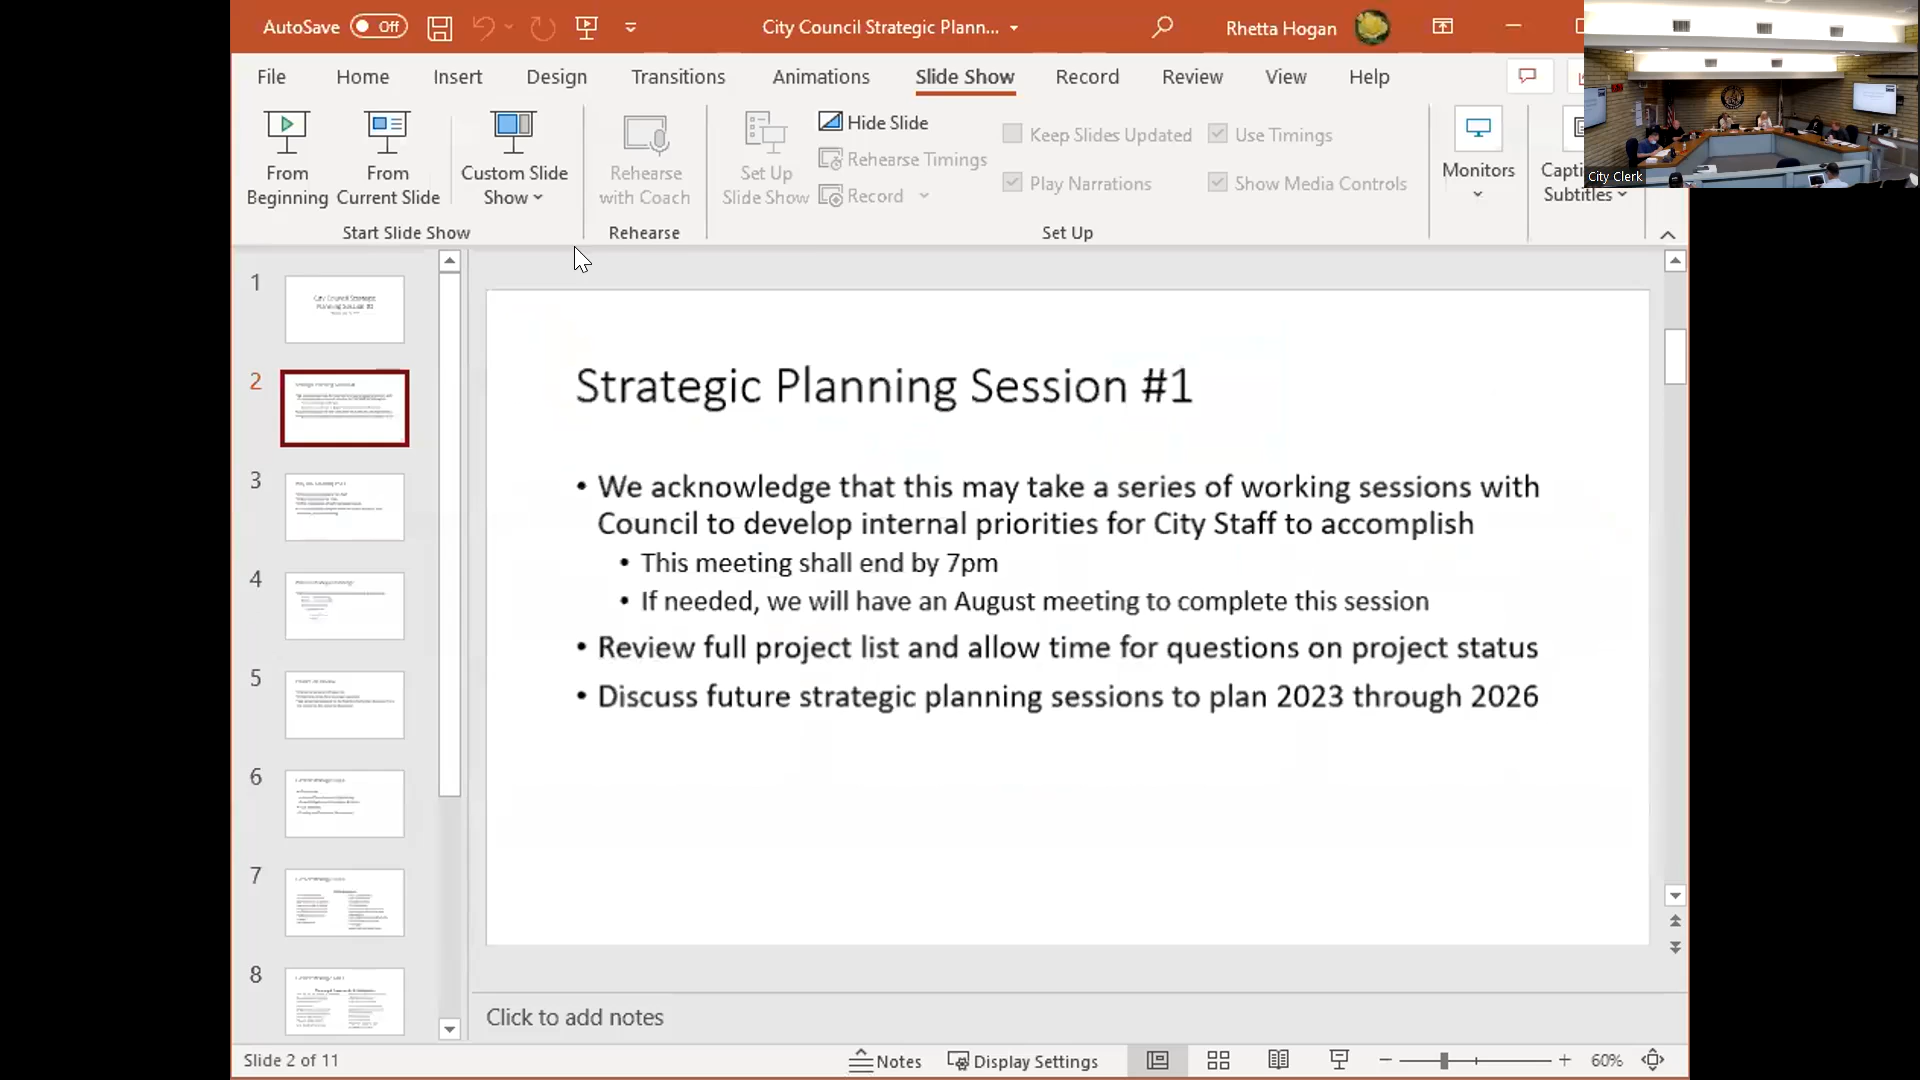 AutoSave Off City Council Strategic Plann... Rhetta Hogan
File Home Insert Design Transitions Animations Slide Show Record Review View Help
From Beginning
From Current Slide
Custom Slide Show
Start Slide Show
Rehearse with Coach
Rehearse
Set Up Slide Show
Hide Slide
Rehearse Timings
Record
Keep Slides Updated
Play Narrations
Use Timings
Show Media Controls
Set Up
Monitors
Subtitles
City Clerk
1
City Council Strategic
Planning Session #1
2
3
4
5
6
7
8
Strategic Planning Session #1
• We acknowledge that this may take a series of working sessions with
Council to develop internal priorities for City Staff to accomplish
• This meeting shall end by 7pm
• If needed, we will have an August meeting to complete this session
• Review full project list and allow time for questions on project status
• Discuss future strategic planning sessions to plan 2023 through 2026
Click to add notes
Slide 2 of 11 Notes Display Settings 60%